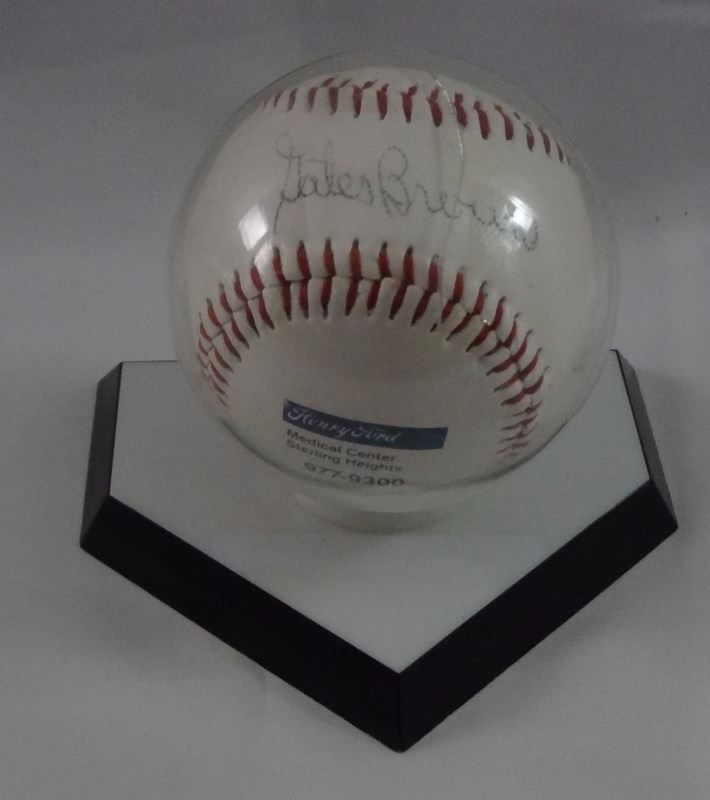 Gates Brown
Henry Ford
Medical Center
Sterling Heights
977-9300